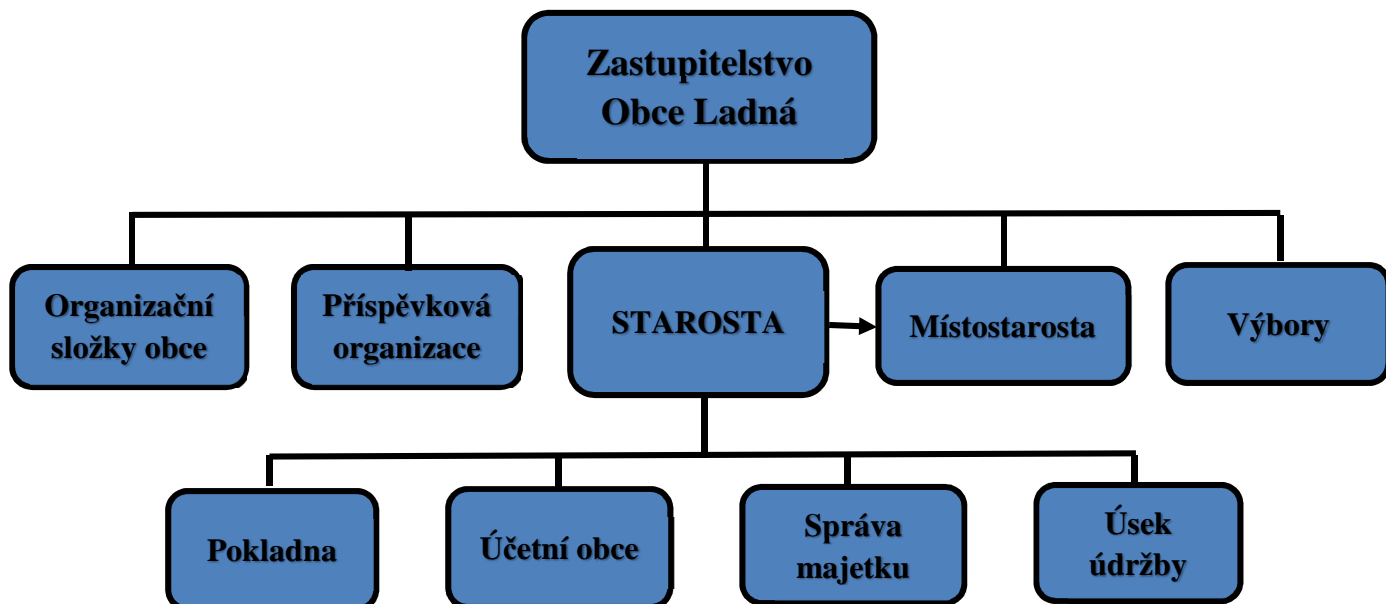 Zastupitelstvo
Obce Ladná
Organizační
složky obce
Příspěvková
organizace
STAROSTA
Místostarosta
Výbory
Pokladna
Účetní obce
Správa
majetku
Úsek
údržby